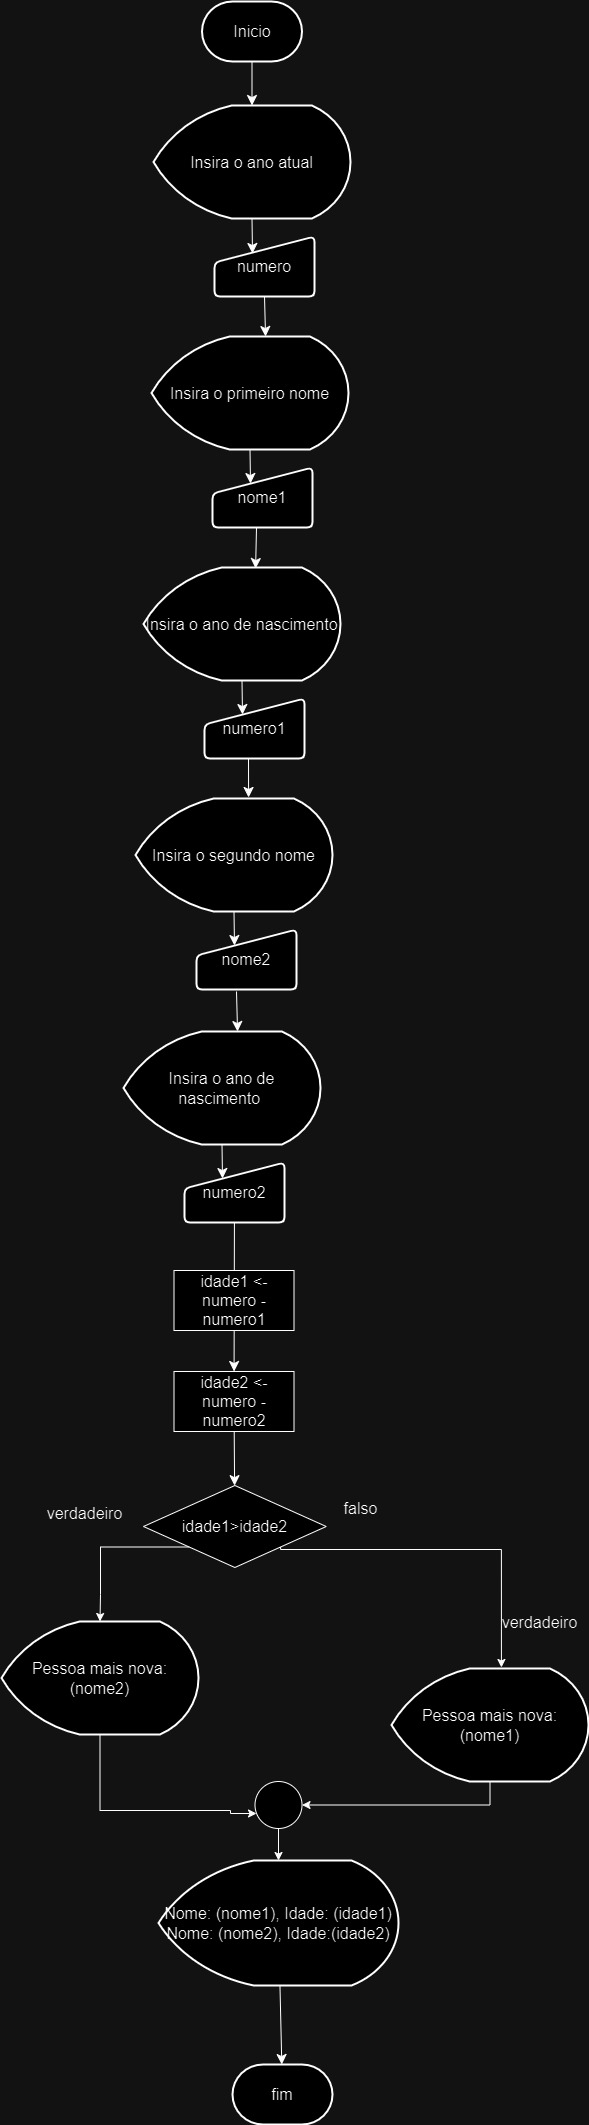 Inicio
Insira o ano atual
numero
Insira o primeiro nome
nome1
Insira o ano de nascimento
numero1
Insira o segundo nome
nome2
Insira o ano de
nascimento
numero2
idade1 <-
numero -
numero1
idade2 <-
numero -
numero2
idade1>idade2
verdadeiro
falso
verdadeiro
Pessoa mais nova:
(nome2)
Pessoa mais nova:
(nome1)
Nome: (nome1), Idade: (idade1)
Nome: (nome2), Idade:(idade2)
fim